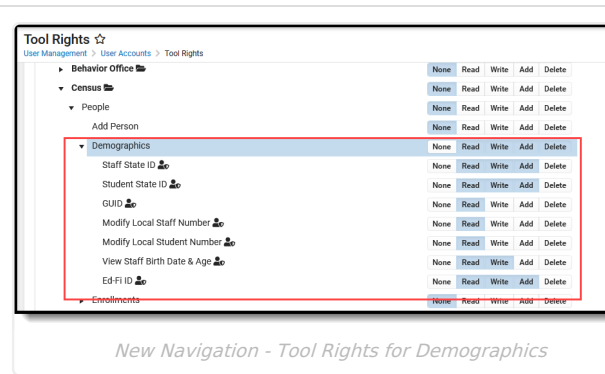 Tool Rights ☆
User Management > User Accounts > Tool Rights
Behavior Office None Read Write Add Delete
Census None Read Write Add Delete
People None Read Write Add Delete
Add Person None Read Write Add Delete
Demographics None Read Write Add Delete
Staff State ID None Read Write Add Delete
Student State ID None Read Write Add Delete
GUID None Read Write Add Delete
Modify Local Staff Number None Read Write Add Delete
Modify Local Student Number None Read Write Add Delete
View Staff Birth Date & Age None Read Write Add Delete
Ed-Fi ID None Read Write Add Delete
Enrollments None Read Write Add Delete
New Navigation - Tool Rights for Demographics